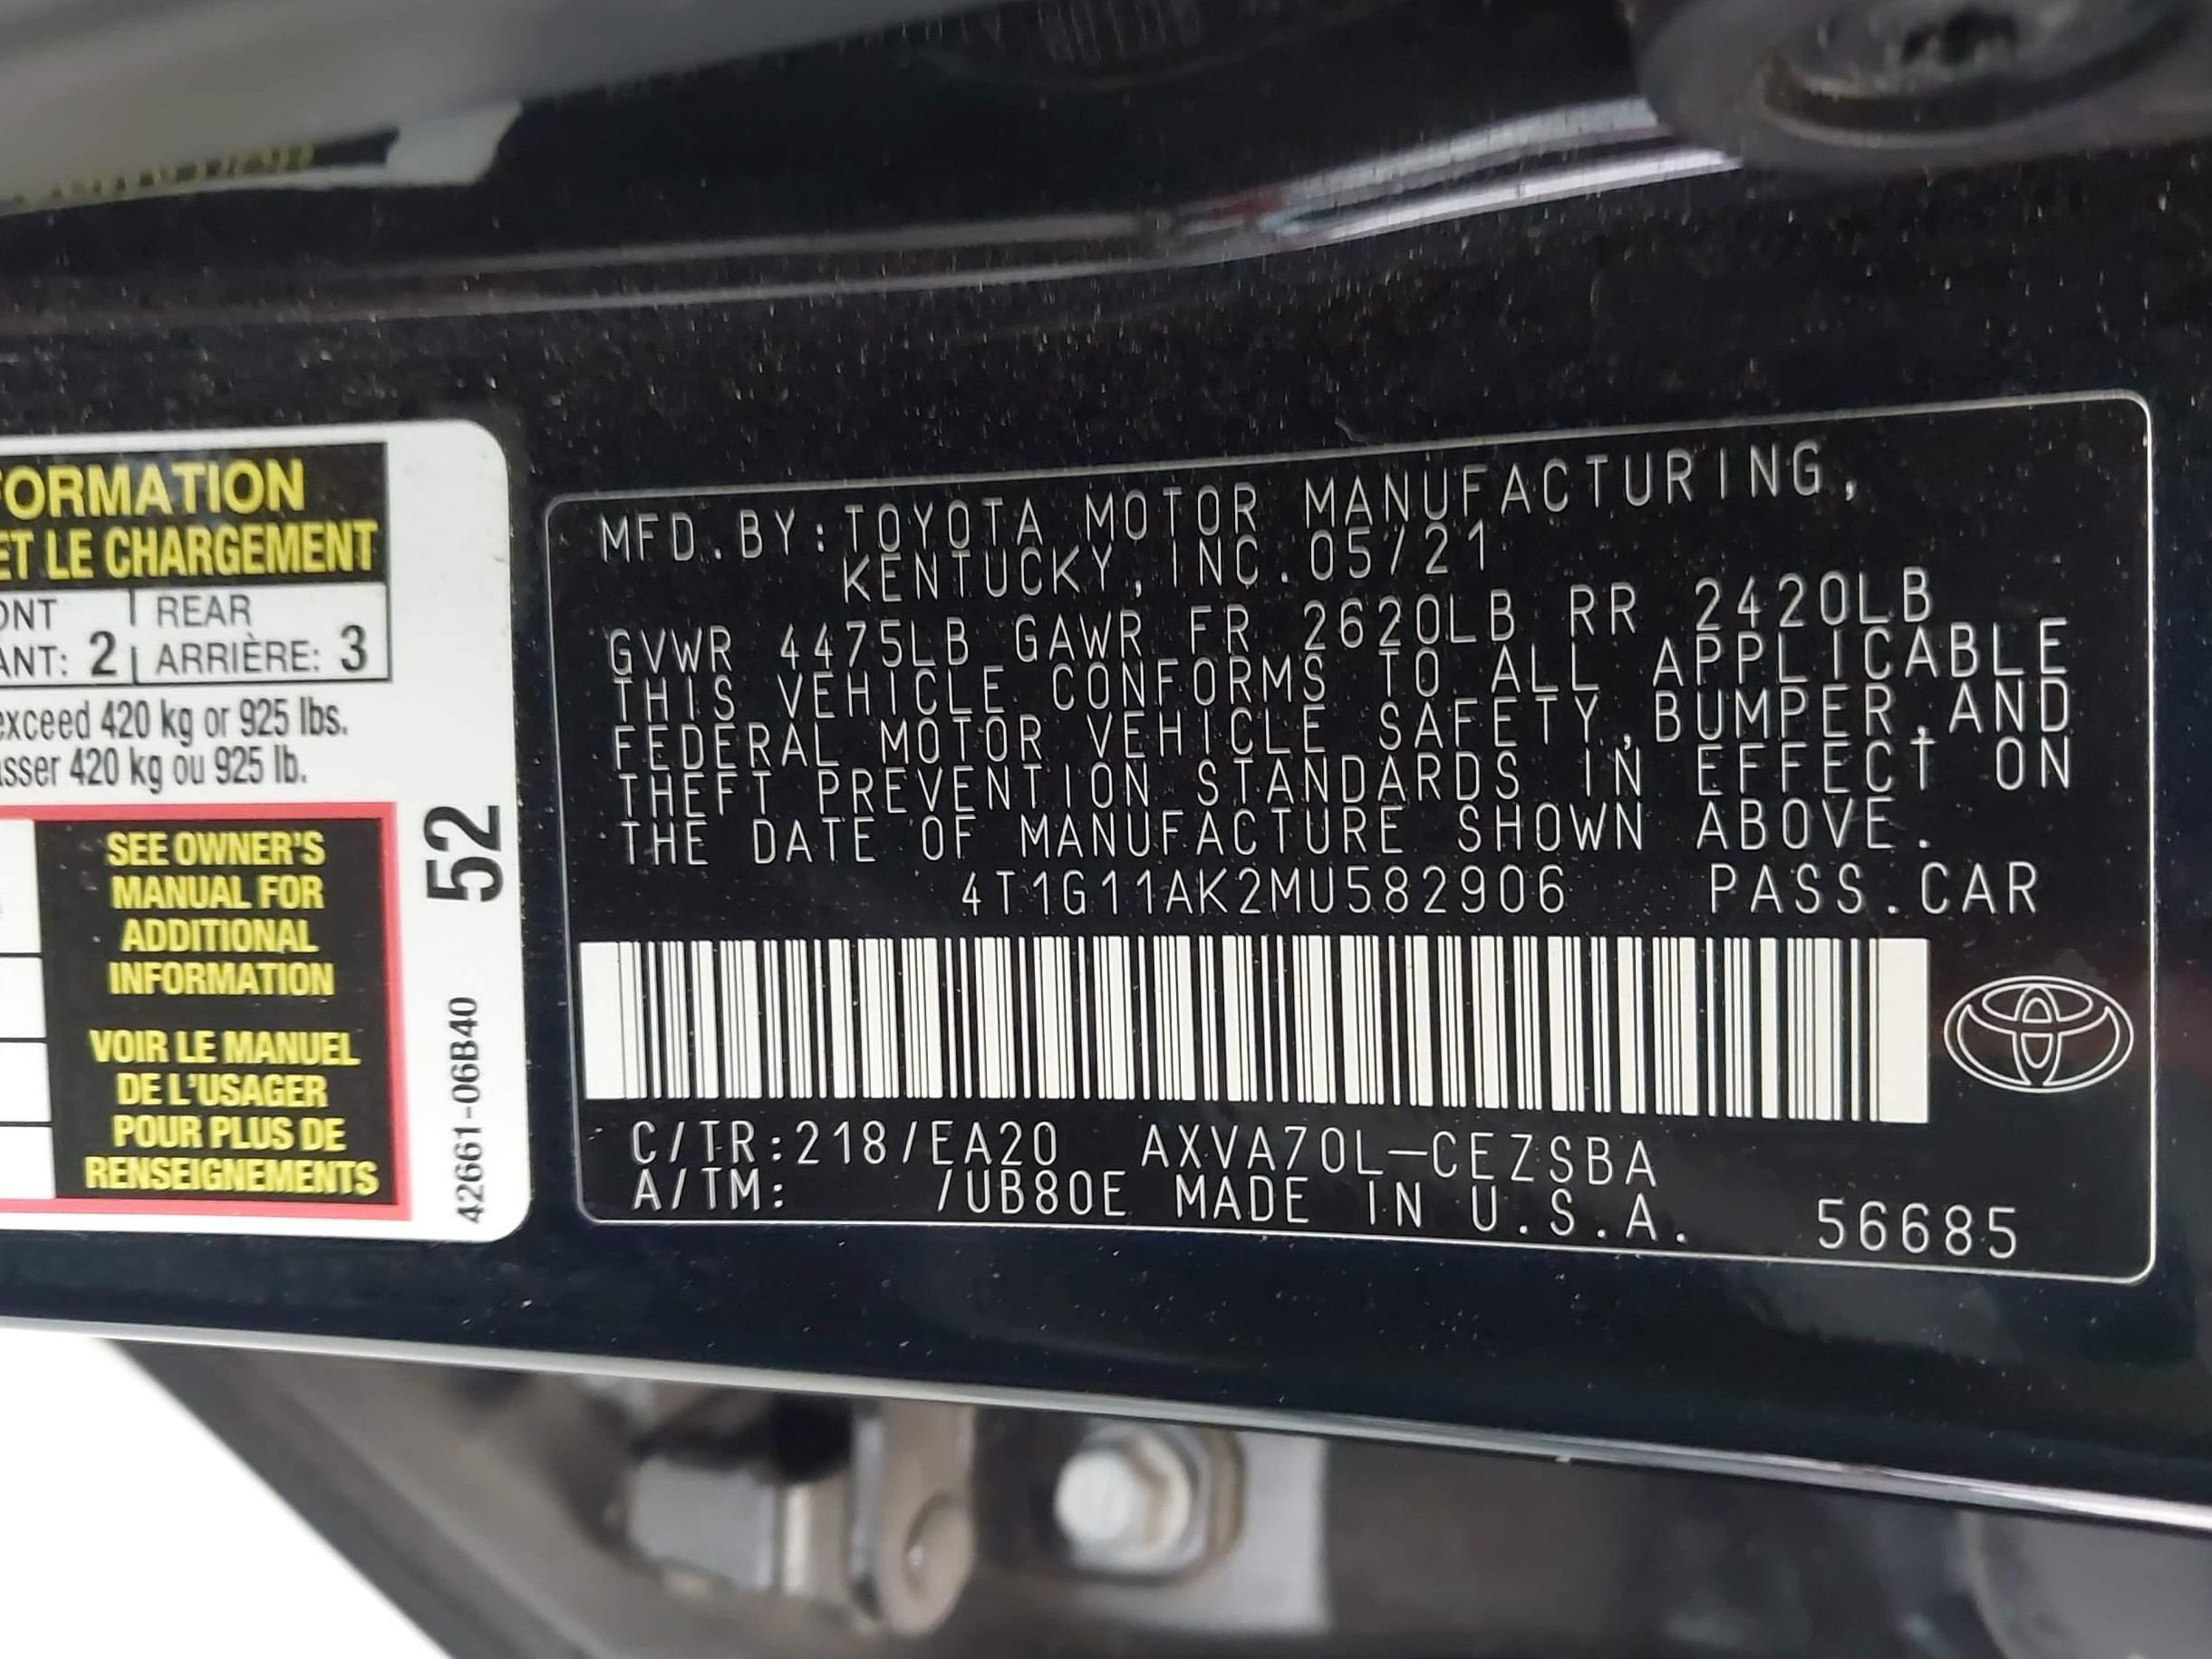 FORMATION
ET LE CHARGEMENT
ONT REAR
ANT: 2 ARRIÈRE: 3
exceed 420 kg or 925 lbs.
asser 420 kg ou 925 lb.
SEE OWNER'S
MANUAL FOR
ADDITIONAL
INFORMATION
VOIR LE MANUEL
DE L'USAGER
POUR PLUS DE
RENSEIGNEMENTS
52
42661-06B40
MFD.BY:TOYOTA MOTOR MANUFACTURING,
KENTUCKY,INC.05/21
GVWR 4475LB GAWR FR 2620LB RR 2420LB
THIS VEHICLE CONFORMS TO ALL APPLICABLE
FEDERAL MOTOR VEHICLE SAFETY,BUMPER,AND
THEFT PREVENTION STANDARDS IN EFFECT ON
THE DATE OF MANUFACTURE SHOWN ABOVE.
4T1G11AK2MU582906 PASS.CAR
C/TR:218/EA20 AXVA70L-CEZSBA
A/TM: /UB80E MADE IN U.S.A. 56685